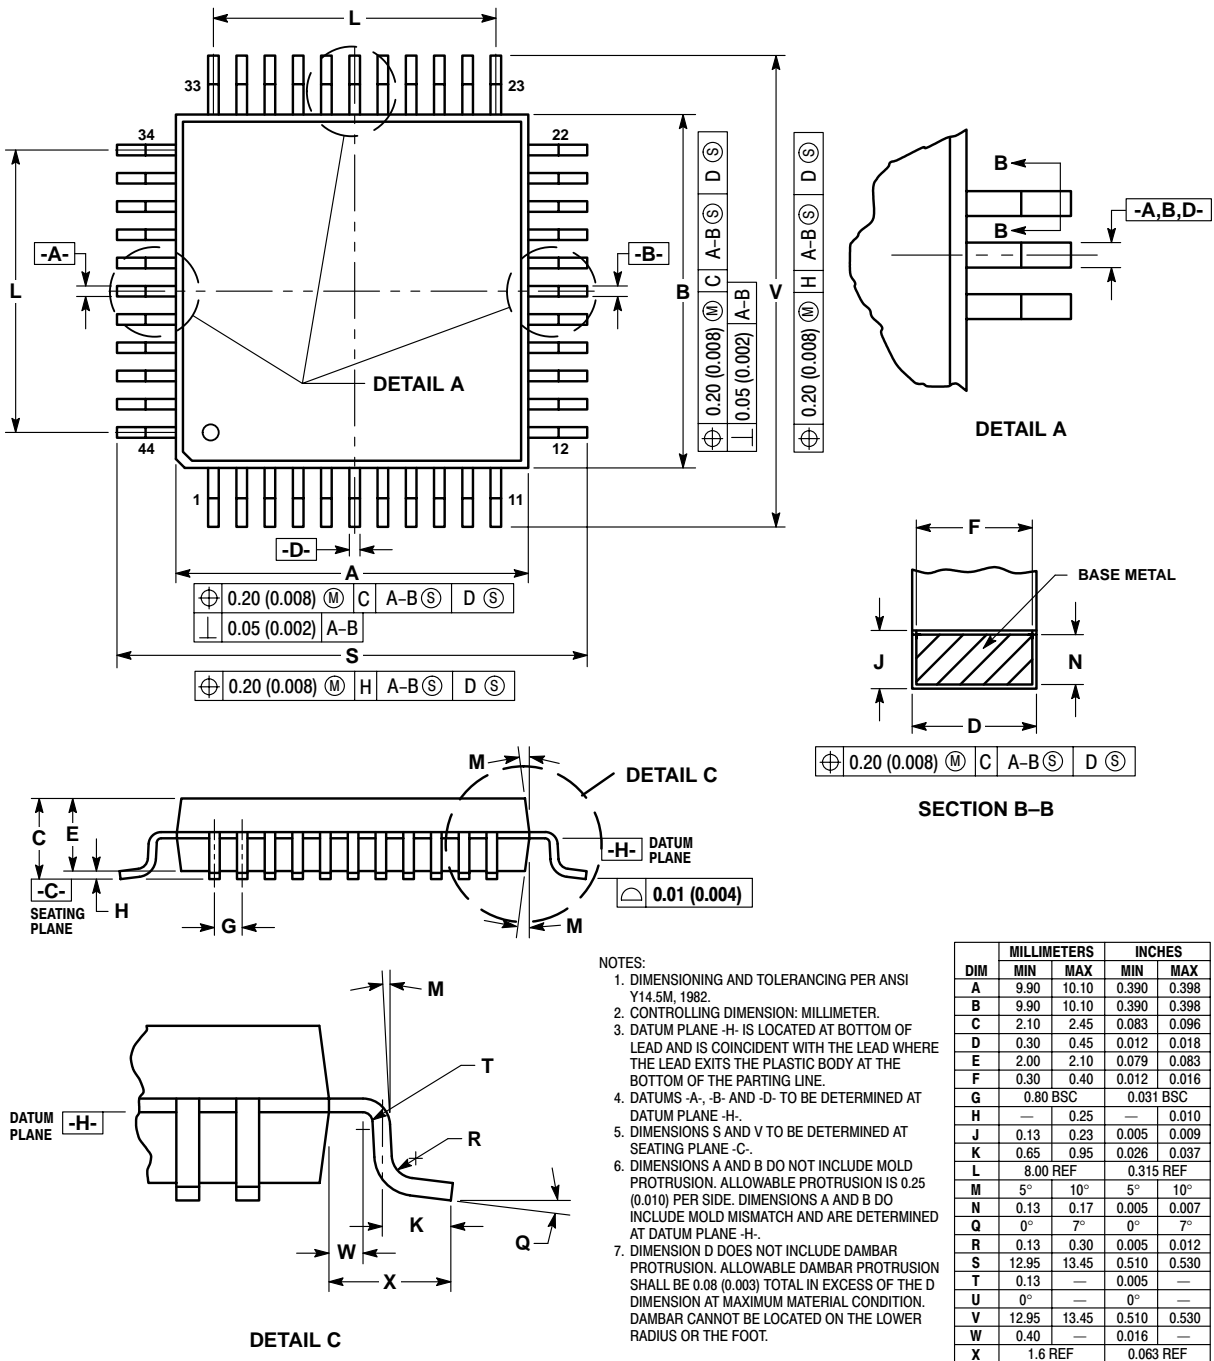 L
33
23
34
22
D Ⓢ
A–B Ⓢ
C
0.20 (0.008) Ⓜ
A–B
0.05 (0.002)
D Ⓢ
A–B Ⓢ
H
0.20 (0.008) Ⓜ
B
B
-A,B,D-
-A-
-B-
L
B
V
DETAIL A
DETAIL A
44
12
1
11
-D-
A
0.20 (0.008) Ⓜ C A–B Ⓢ D Ⓢ
0.05 (0.002) A–B
S
0.20 (0.008) Ⓜ H A–B Ⓢ D Ⓢ
F
BASE METAL
J
N
D
0.20 (0.008) Ⓜ C A–B Ⓢ D Ⓢ
SECTION B–B
M
DETAIL C
C
E
-H-
DATUM
PLANE
-C-
SEATING
PLANE
H
G
0.01 (0.004)
M
M
T
DATUM
PLANE
-H-
R
K
W
Q
X
DETAIL C
NOTES:
1. DIMENSIONING AND TOLERANCING PER ANSI
Y14.5M, 1982.
2. CONTROLLING DIMENSION: MILLIMETER.
3. DATUM PLANE -H- IS LOCATED AT BOTTOM OF
LEAD AND IS COINCIDENT WITH THE LEAD WHERE
THE LEAD EXITS THE PLASTIC BODY AT THE
BOTTOM OF THE PARTING LINE.
4. DATUMS -A-, -B- AND -D- TO BE DETERMINED AT
DATUM PLANE -H-.
5. DIMENSIONS S AND V TO BE DETERMINED AT
SEATING PLANE -C-.
6. DIMENSIONS A AND B DO NOT INCLUDE MOLD
PROTRUSION. ALLOWABLE PROTRUSION IS 0.25
(0.010) PER SIDE. DIMENSIONS A AND B DO
INCLUDE MOLD MISMATCH AND ARE DETERMINED
AT DATUM PLANE -H-.
7. DIMENSION D DOES NOT INCLUDE DAMBAR
PROTRUSION. ALLOWABLE DAMBAR PROTRUSION
SHALL BE 0.08 (0.003) TOTAL IN EXCESS OF THE D
DIMENSION AT MAXIMUM MATERIAL CONDITION.
DAMBAR CANNOT BE LOCATED ON THE LOWER
RADIUS OR THE FOOT.
MILLIMETERS INCHES
DIM MIN MAX MIN MAX
A 9.90 10.10 0.390 0.398
B 9.90 10.10 0.390 0.398
C 2.10 2.45 0.083 0.096
D 0.30 0.45 0.012 0.018
E 2.00 2.10 0.079 0.083
F 0.30 0.40 0.012 0.016
G 0.80 BSC 0.031 BSC
H — 0.25 — 0.010
J 0.13 0.23 0.005 0.009
K 0.65 0.95 0.026 0.037
L 8.00 REF 0.315 REF
M 5° 10° 5° 10°
N 0.13 0.17 0.005 0.007
Q 0° 7° 0° 7°
R 0.13 0.30 0.005 0.012
S 12.95 13.45 0.510 0.530
T 0.13 — 0.005 —
U 0° — 0° —
V 12.95 13.45 0.510 0.530
W 0.40 — 0.016 —
X 1.6 REF 0.063 REF